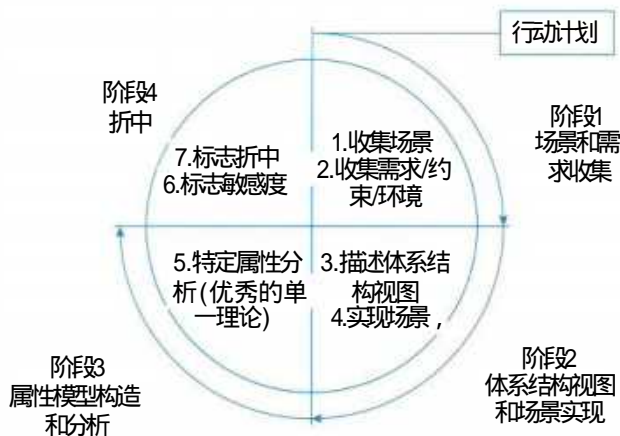 行动计划
阶段4
折中
阶段1
场景和需
求收集
7.标志折中
6.标志敏感度
1.收集场景
2.收集需求/约
束/环境
5.特定属性分
析(优秀的单
一理论)
3.描述体系结
构视图
4.实现场景,
阶段3
属性模型构造
和分析
阶段2
体系结构视图
和场景实现